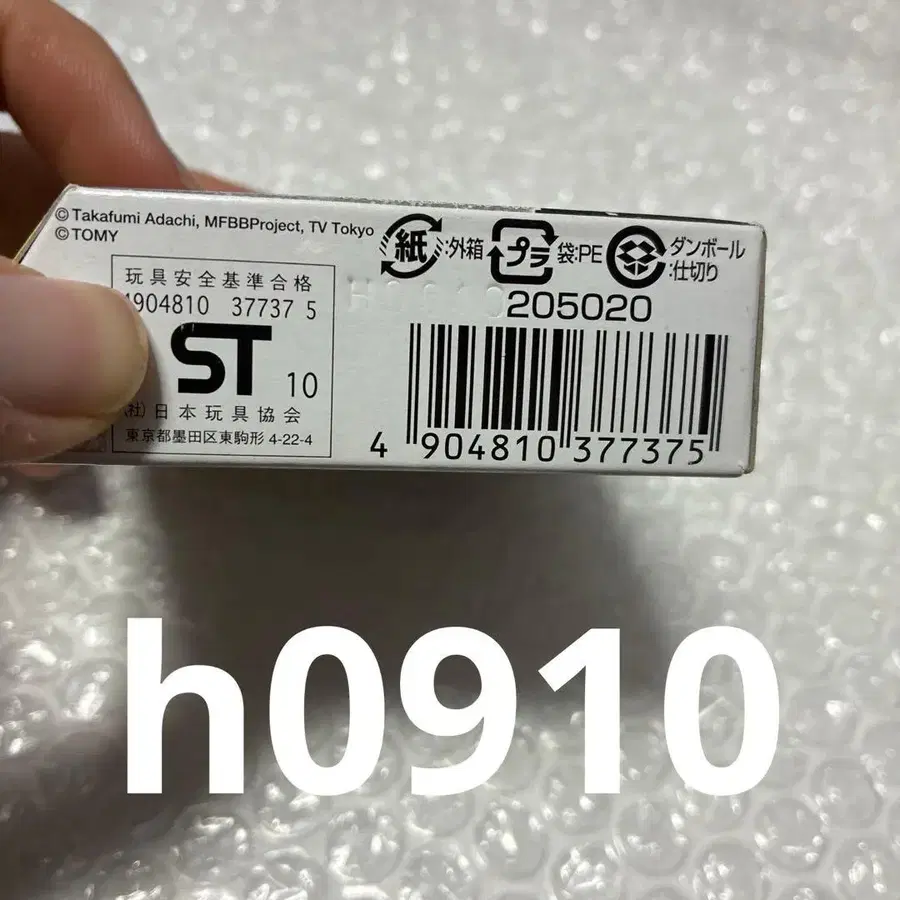 ©Takafumi Adachi, MFBBProject, TV Tokyo
©TOMY
紙 :外箱 プラ 袋:PE ダンボール :仕切り
玩具安全基準合格
4904810 37737 5
ST 10
(社)日本玩具協会
東京都墨田区東駒形 4-22-4
205020
4 904810 377375
h0910